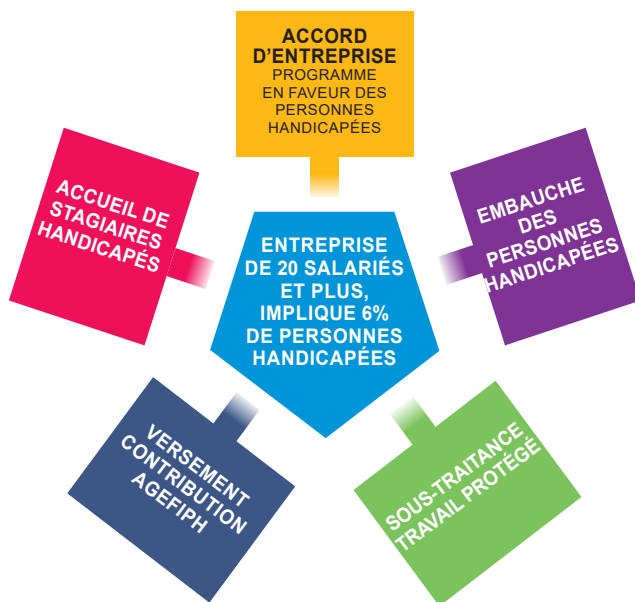 ACCORD
D'ENTREPRISE
PROGRAMME
EN FAVEUR DES
PERSONNES
HANDICAPÉES
ACCUEIL DE
STAGIAIRES
HANDICAPÉS
EMBAUCHE
DES
PERSONNES
HANDICAPÉES
ENTREPRISE
DE 20 SALARIÉS
ET PLUS,
IMPLIQUE 6%
DE PERSONNES
HANDICAPÉES
VERSEMENT
CONTRIBUTION
AGEFIPH
SOUS-TRAITANCE
TRAVAIL PROTÉGÉ